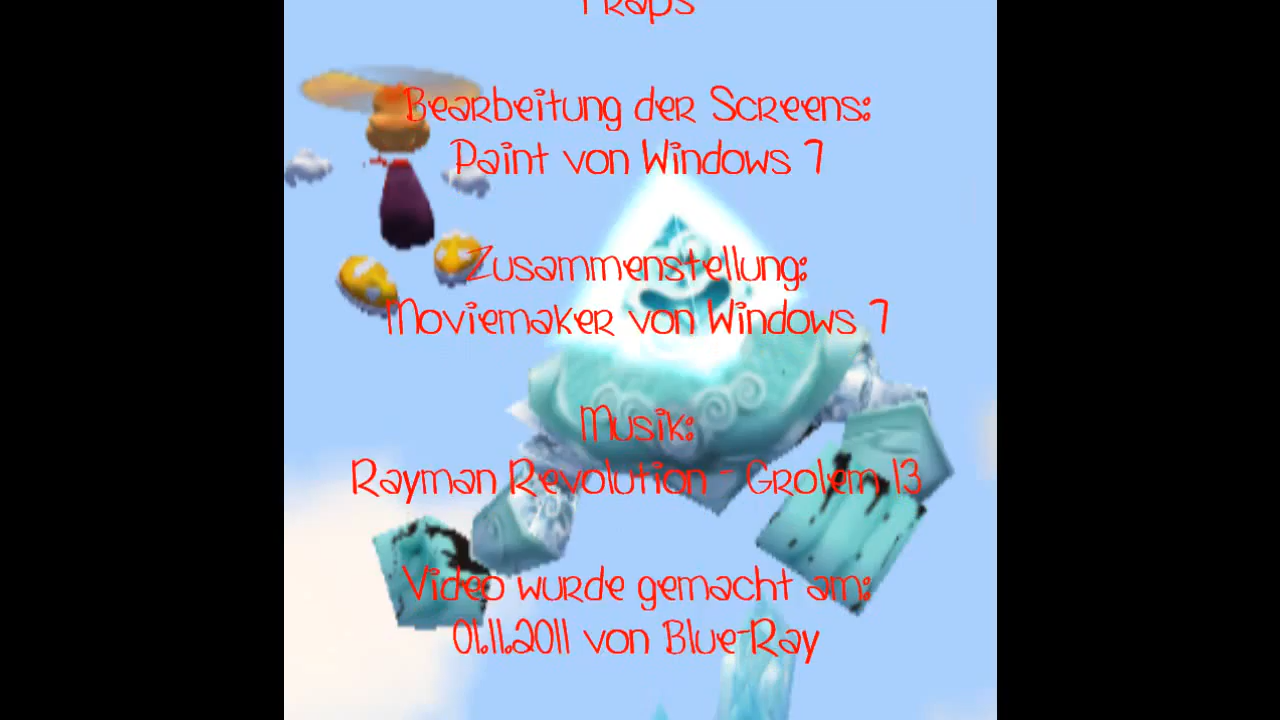 Fraps
Bearbeitung der Screens:
Paint von Windows 7
Zusammenstellung:
Moviemaker von Windows 7
Musik:
Rayman Revolution - Grolem 13
Video wurde gemacht am:
01.11.2011 von Blue-Ray